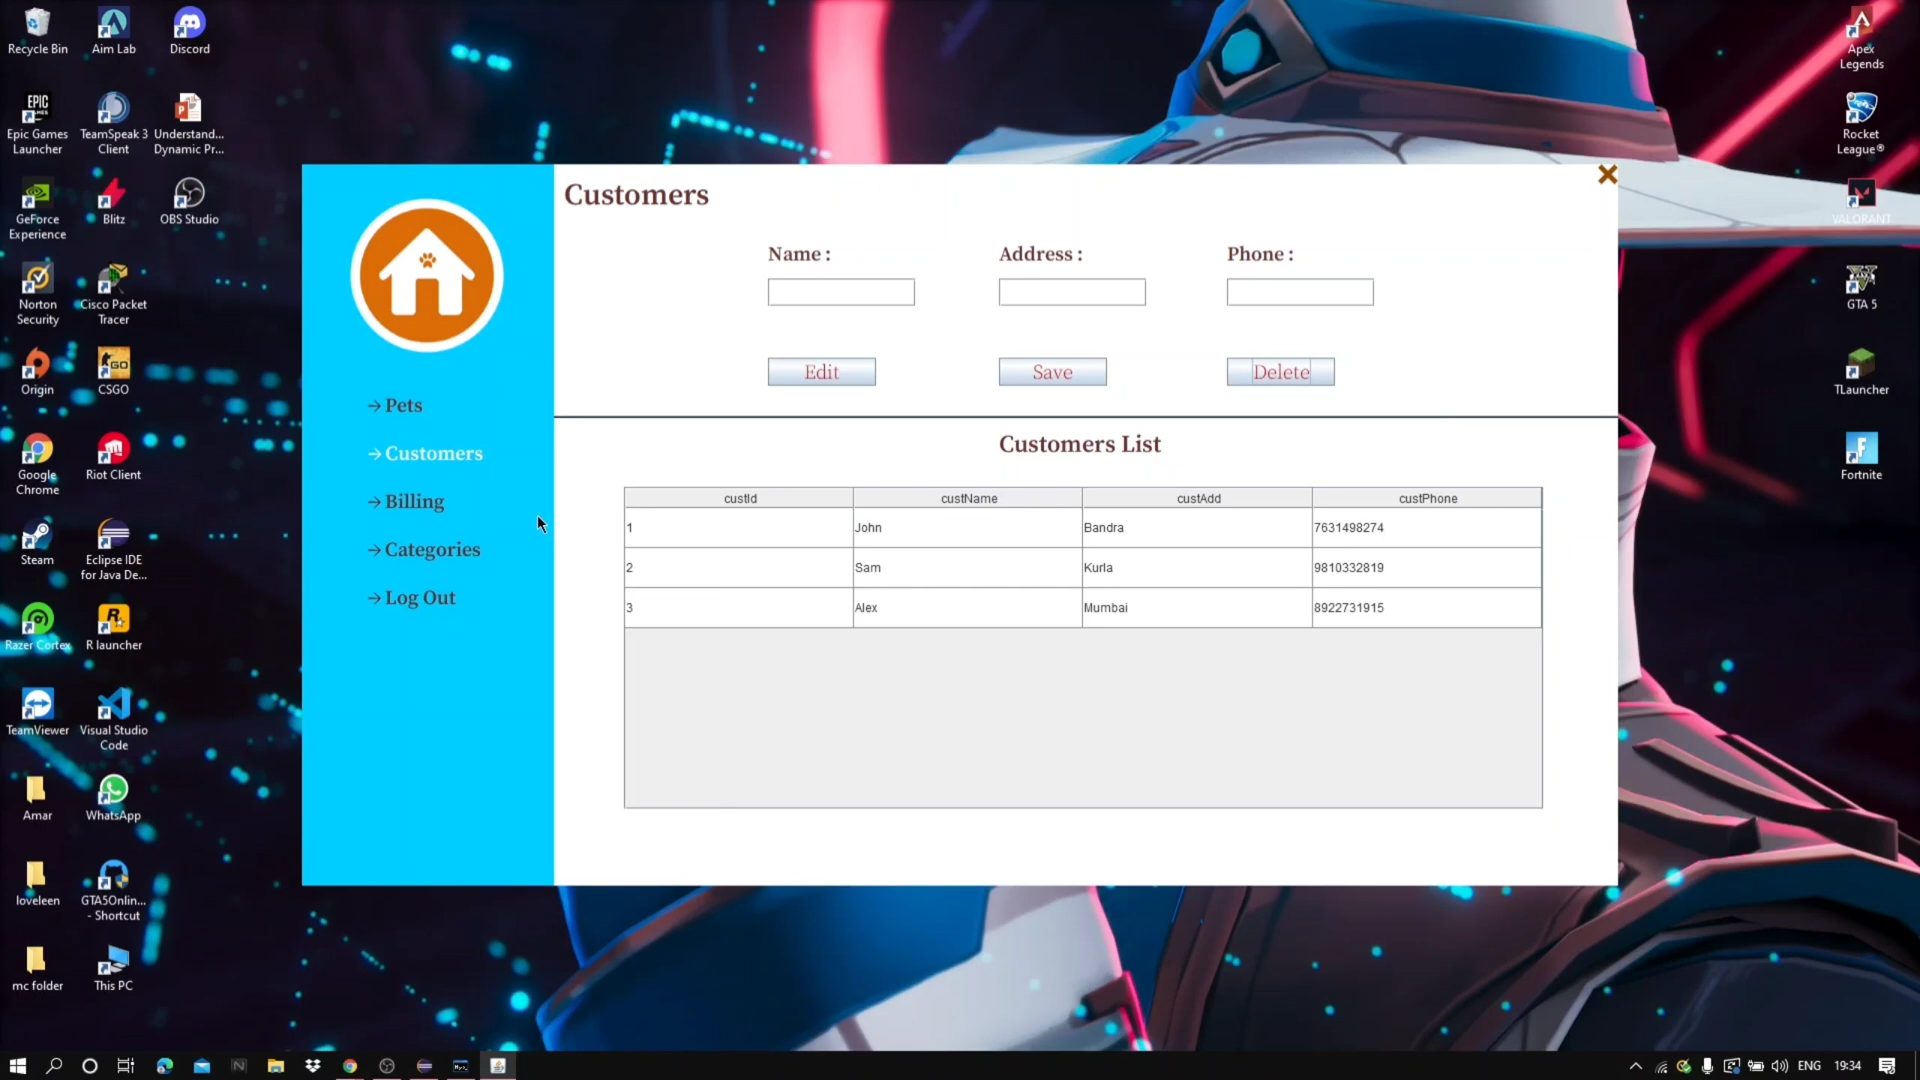 Recycle Bin
Aim Lab
Discord
Epic Games
Launcher
TeamSpeak 3
Client
Understand...
Dynamic Pr...
GeForce
Experience
Blitz
OBS Studio
Norton
Security
Cisco Packet
Tracer
Origin
CSGO
Google
Chrome
Riot Client
Steam
Eclipse IDE
for Java De...
Razer Cortex
R launcher
TeamViewer
Visual Studio
Code
Amar
WhatsApp
loveleen
GTA5Onlin...
- Shortcut
mc folder
This PC
Apex
Legends
Rocket
League®
VALORANT
GTA 5
TLauncher
Fortnite
→Pets
→Customers
→Billing
→Categories
→Log Out
Customers
Name :
Address :
Phone :
Edit
Save
Delete
Customers List
custId
custName
custAdd
custPhone
1
John
Bandra
7631498274
2
Sam
Kurla
9810332819
3
Alex
Mumbai
8922731915
ENG
19:34